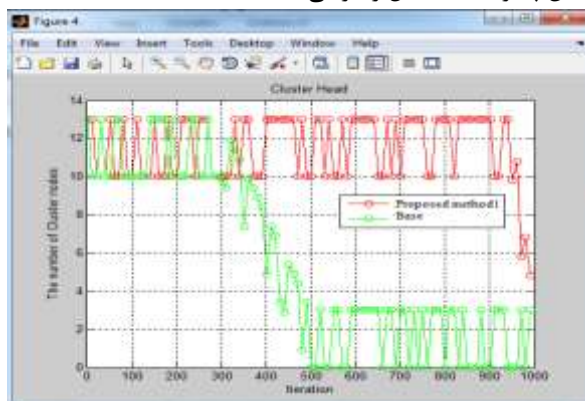 Figure 4
File Edit View Insert Tools Desktop Window Help
Cluster Head
14
12
10
8
6
4
2
0
The number of Cluster nodes
Proposed method1
Base
0 100 200 300 400 500 600 700 800 900 1000
Iteration